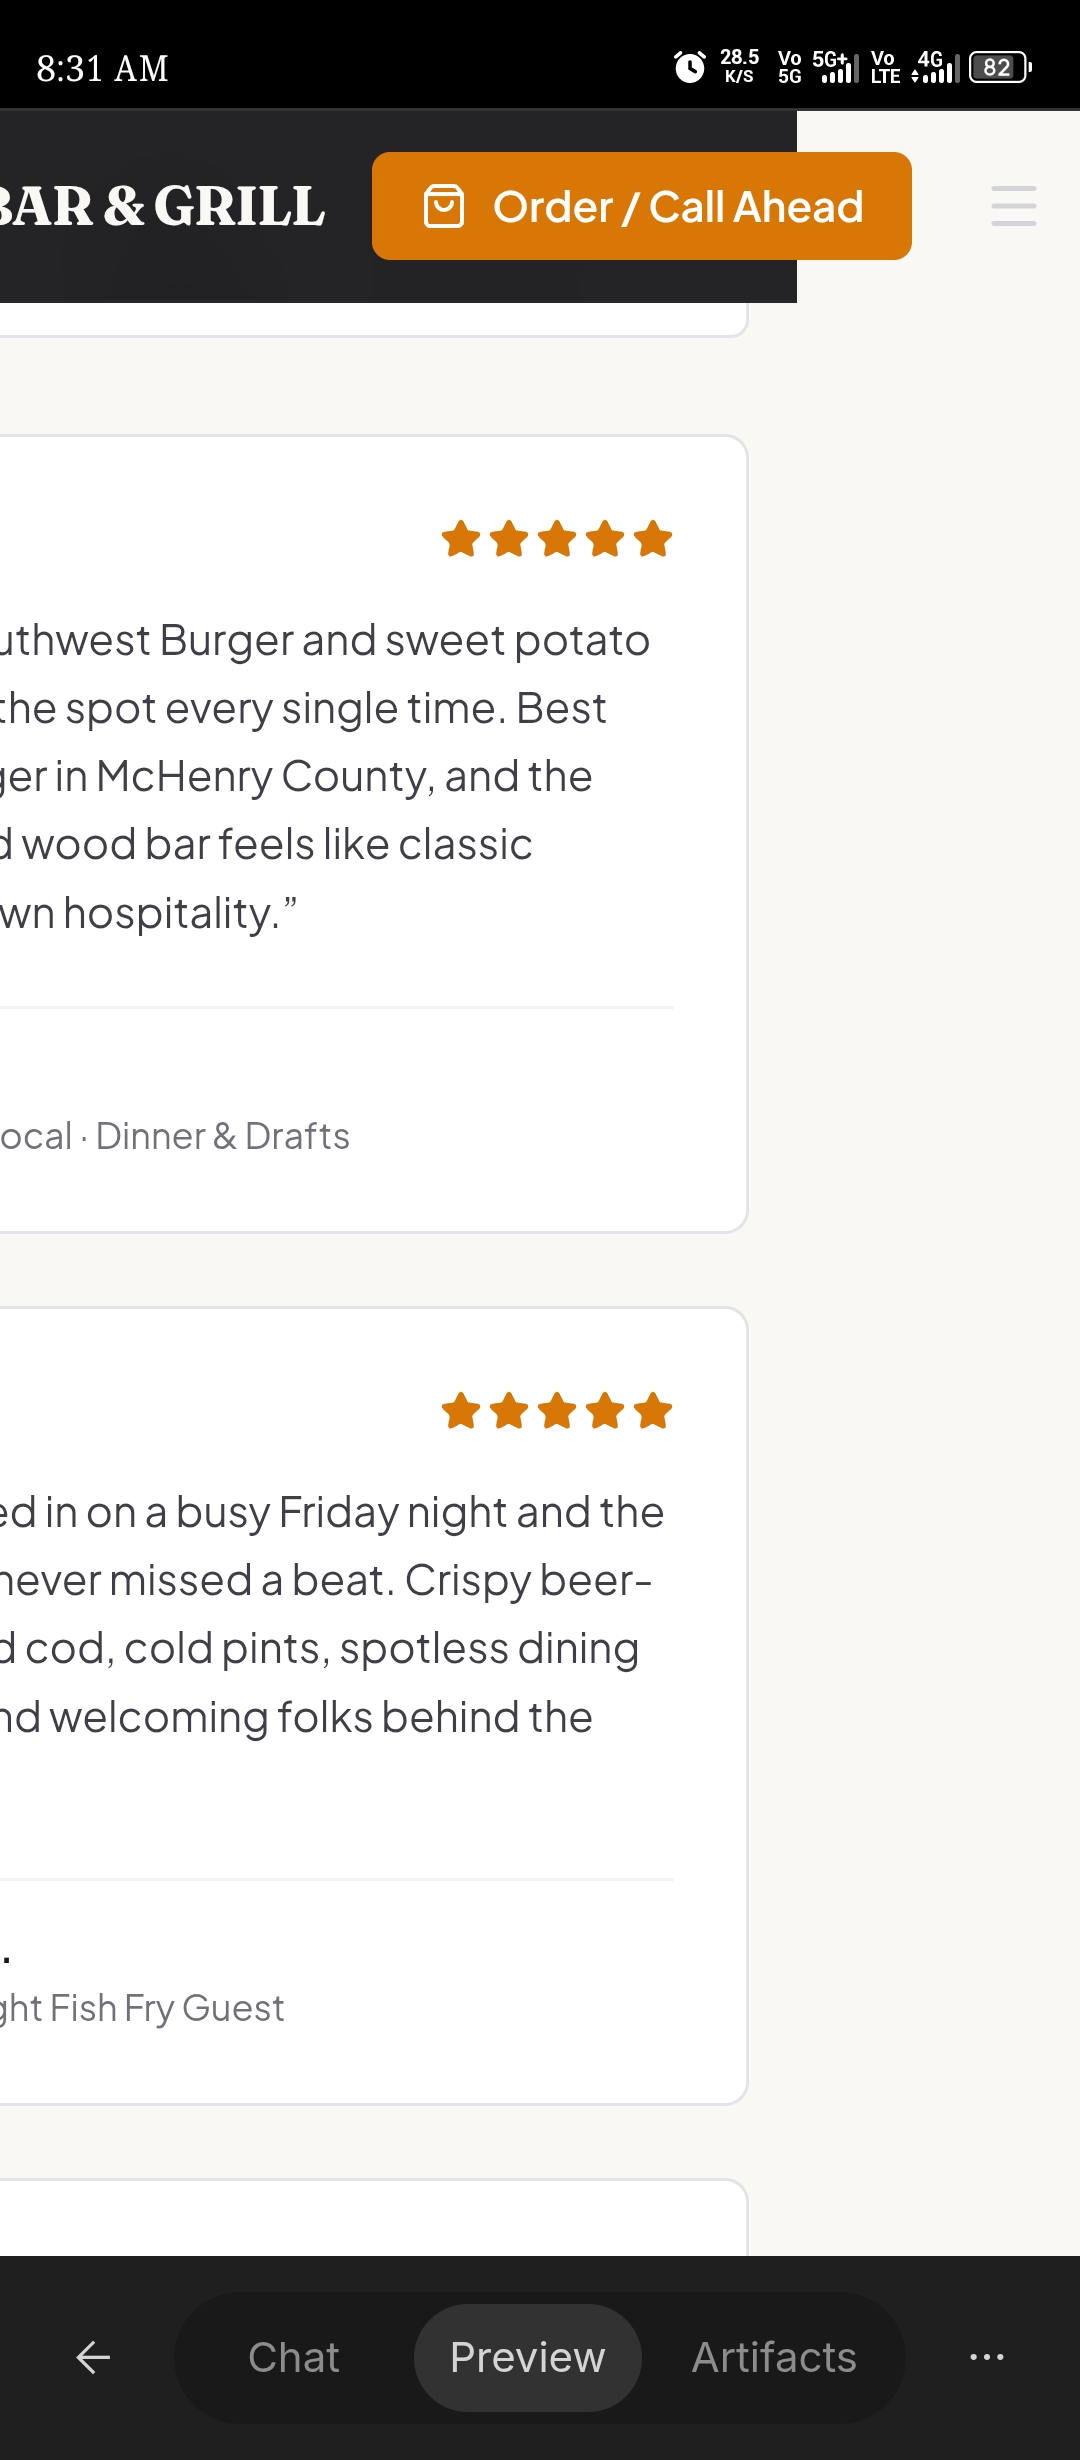 8:31 AM
28.5 K/S Vo 5G 5G+ Vo LTE 4G 82
BAR & GRILL
Order / Call Ahead
uthwest Burger and sweet potato
the spot every single time. Best
ger in McHenry County, and the
d wood bar feels like classic
wn hospitality.”
ocal · Dinner & Drafts
ed in on a busy Friday night and the
never missed a beat. Crispy beer-
d cod, cold pints, spotless dining
nd welcoming folks behind the
.
ght Fish Fry Guest
Chat
Preview
Artifacts